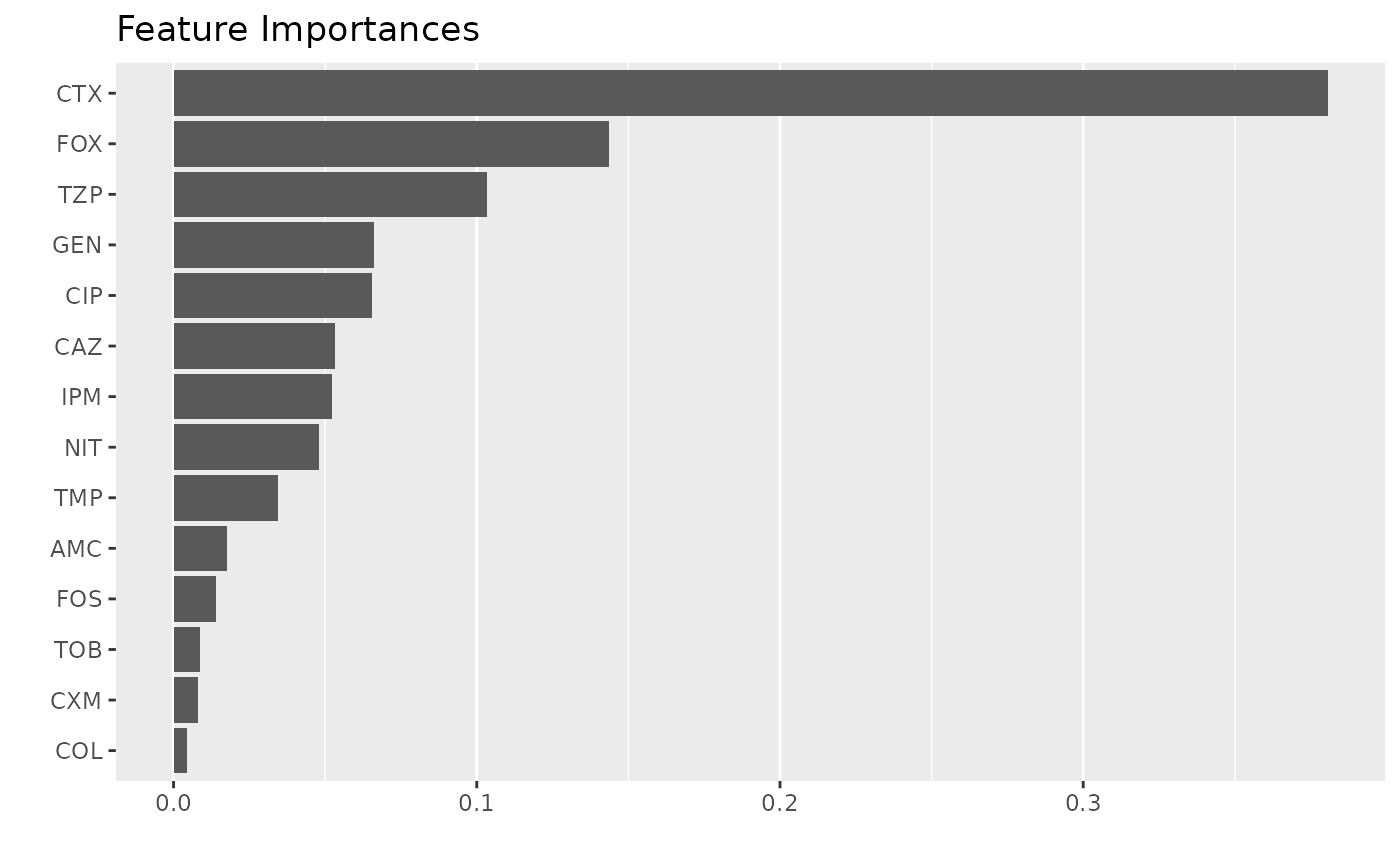 Feature Importances
CTX
FOX
TZP
GEN
CIP
CAZ
IPM
NIT
TMP
AMC
FOS
TOB
CXM
COL
0.0 0.1 0.2 0.3